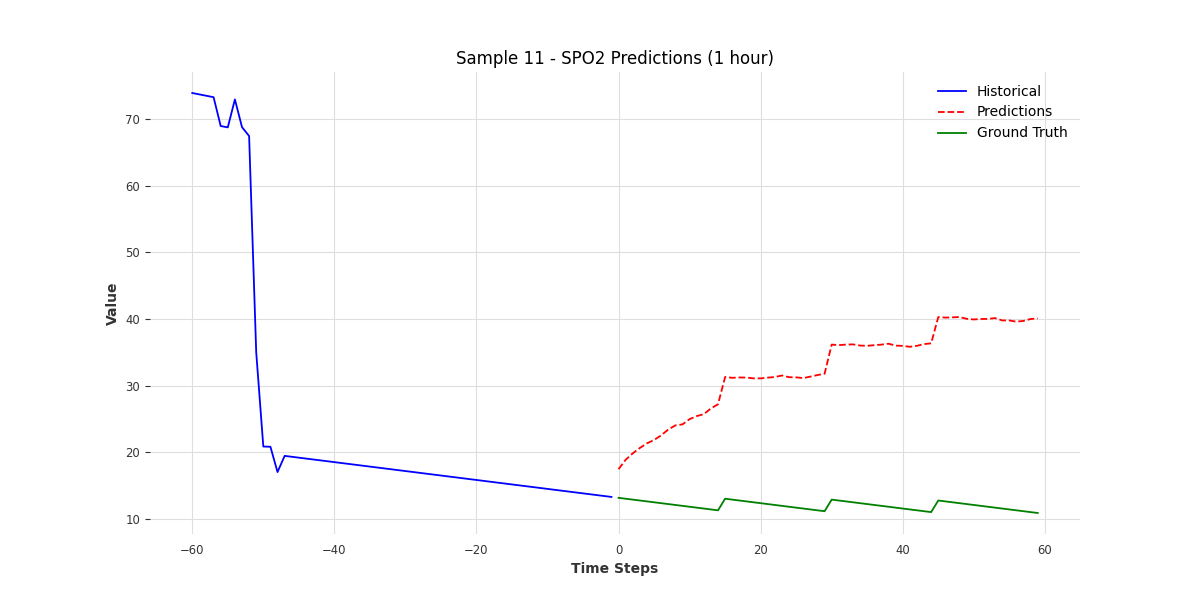 Sample 11 - SPO2 Predictions (1 hour)
Historical
Predictions
Ground Truth
Value
70
60
50
40
30
20
10
−60
−40
−20
0
20
40
60
Time Steps